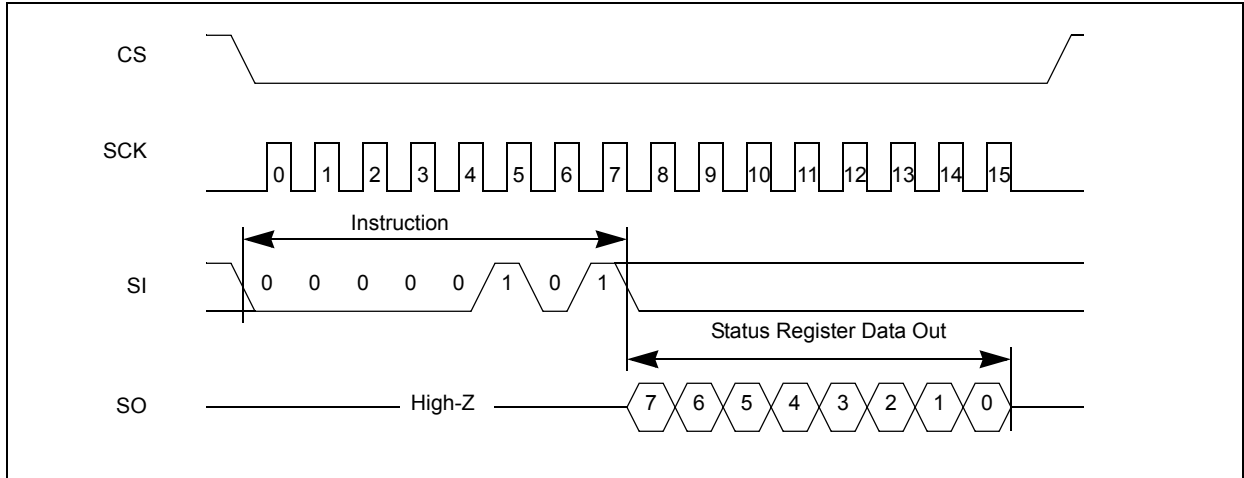 CS
SCK
0 1 2 3 4 5 6 7 8 9 10 11 12 13 14 15
Instruction
SI 0 0 0 0 0 1 0 1
Status Register Data Out
SO High-Z 7 6 5 4 3 2 1 0